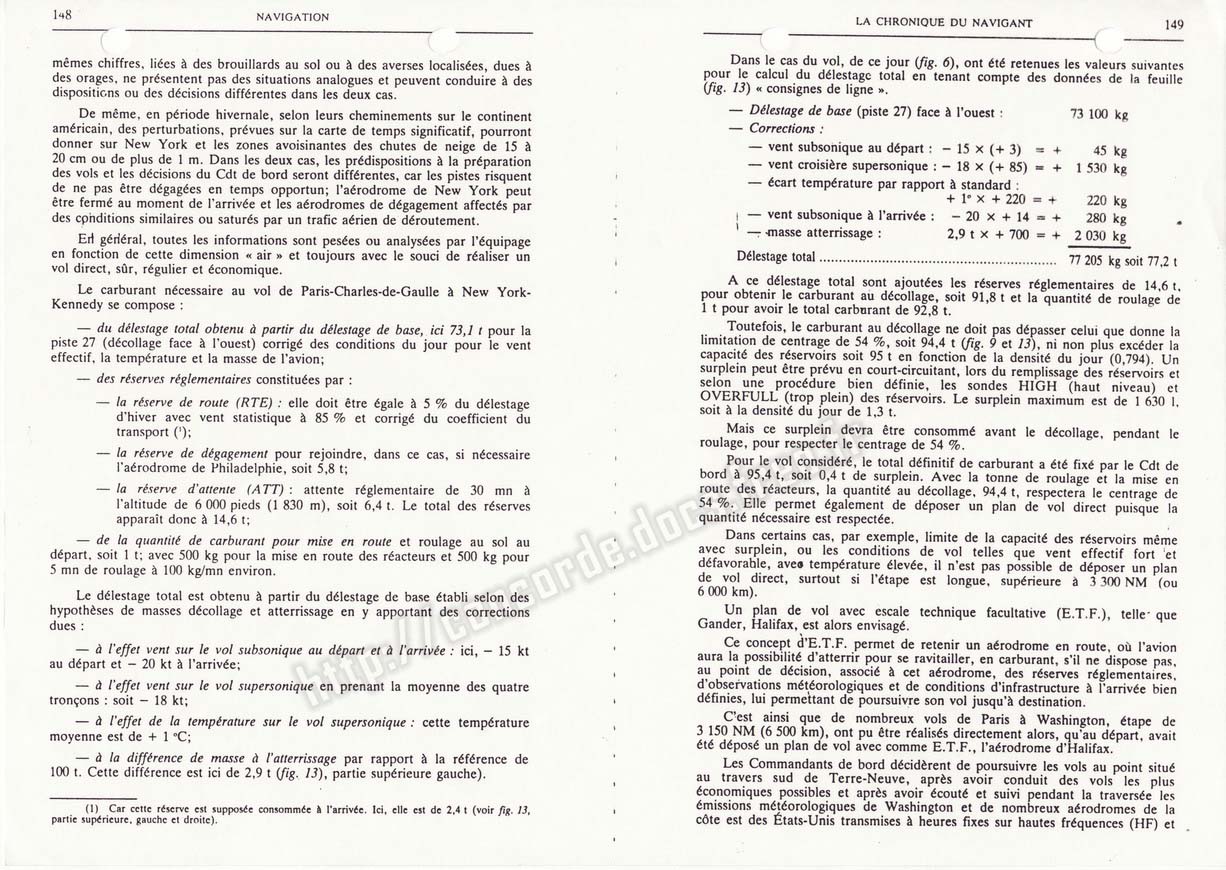 148
NAVIGATION
mêmes chiffres, liées à des brouillards au sol ou à des averses localisées, dues à
des orages, ne présentent pas des situations analogues et peuvent conduire à des
dispositions ou des décisions différentes dans les deux cas.
De même, en période hivernale, selon leurs cheminements sur le continent
américain, des perturbations, prévues sur la carte de temps significatif, pourront
donner sur New York et les zones avoisinantes des chutes de neige de 15 à
20 cm ou de plus de 1 m. Dans les deux cas, les prédispositions à la préparation
des vols et les décisions du Cdt de bord seront différentes, car les pistes risquent
de ne pas être dégagées en temps opportun; l'aérodrome de New York peut
être fermé au moment de l'arrivée et les aérodromes de dégagement affectés par
des conditions similaires ou saturés par un trafic aérien de déroutement.
En général, toutes les informations sont pesées ou analysées par l'équipage
en fonction de cette dimension « air » et toujours avec le souci de réaliser un
vol direct, sûr, régulier et économique.
Le carburant nécessaire au vol de Paris-Charles-de-Gaulle à New York-
Kennedy se compose :
— du délestage total obtenu à partir du délestage de base, ici 73,1 t pour la
piste 27 (décollage face à l'ouest) corrigé des conditions du jour pour le vent
effectif, la température et la masse de l'avion;
— des réserves réglementaires constituées par :
— la réserve de route (RTE) : elle doit être égale à 5 % du délestage
d'hiver avec vent statistique à 85 % et corrigé du coefficient du
transport (¹);
— la réserve de dégagement pour rejoindre, dans ce cas, si nécessaire
l'aérodrome de Philadelphie, soit 5,8 t;
— la réserve d'attente (ATT) : attente réglementaire de 30 mn à
l'altitude de 6 000 pieds (1 830 m), soit 6,4 t. Le total des réserves
apparaît donc à 14,6 t;
— de la quantité de carburant pour mise en route et roulage au sol au
départ, soit 1 t; avec 500 kg pour la mise en route des réacteurs et 500 kg pour
5 mn de roulage à 100 kg/mn environ.
Le délestage total est obtenu à partir du délestage de base établi selon des
hypothèses de masses décollage et atterrissage en y apportant des corrections
dues :
— à l'effet vent sur le vol subsonique au départ et à l'arrivée : ici, − 15 kt
au départ et − 20 kt à l'arrivée;
— à l'effet vent sur le vol supersonique en prenant la moyenne des quatre
tronçons : soit − 18 kt;
— à l'effet de la température sur le vol supersonique : cette température
moyenne est de + 1 °C;
— à la différence de masse à l'atterrissage par rapport à la référence de
100 t. Cette différence est ici de 2,9 t (fig. 13), partie supérieure gauche).
(1) Car cette réserve est supposée consommée à l'arrivée. Ici, elle est de 2,4 t (voir fig. 13,
partie supérieure, gauche et droite).
LA CHRONIQUE DU NAVIGANT
149
Dans le cas du vol, de ce jour (fig. 6), ont été retenues les valeurs suivantes
pour le calcul du délestage total en tenant compte des données de la feuille
(fig. 13) « consignes de ligne ».
— Délestage de base (piste 27) face à l'ouest : 73 100 kg
— Corrections :
— vent subsonique au départ : − 15 × (+ 3) = + 45 kg
— vent croisière supersonique : − 18 × (+ 85) = + 1 530 kg
— écart température par rapport à standard :
+ 1° × + 220 = + 220 kg
— vent subsonique à l'arrivée : − 20 × + 14 = + 280 kg
— masse atterrissage : 2,9 t × + 700 = + 2 030 kg
Délestage total ........ 77 205 kg soit 77,2 t
A ce délestage total sont ajoutées les réserves réglementaires de 14,6 t,
pour obtenir le carburant au décollage, soit 91,8 t et la quantité de roulage de
1 t pour avoir le total carburant de 92,8 t.
Toutefois, le carburant au décollage ne doit pas dépasser celui que donne la
limitation de centrage de 54 %, soit 94,4 t (fig. 9 et 13), ni non plus excéder la
capacité des réservoirs soit 95 t en fonction de la densité du jour (0,794). Un
surplein peut être prévu en court-circuitant, lors du remplissage des réservoirs et
selon une procédure bien définie, les sondes HIGH (haut niveau) et
OVERFULL (trop plein) des réservoirs. Le surplein maximum est de 1 630 l,
soit à la densité du jour de 1,3 t.
Mais ce surplein devra être consommé avant le décollage, pendant le
roulage, pour respecter le centrage de 54 %.
Pour le vol considéré, le total définitif de carburant a été fixé par le Cdt de
bord à 95,4 t, soit 0,4 t de surplein. Avec la tonne de roulage et la mise en
route des réacteurs, la quantité au décollage, 94,4 t, respectera le centrage de
54 %. Elle permet également de déposer un plan de vol direct puisque la
quantité nécessaire est respectée.
Dans certains cas, par exemple, limite de la capacité des réservoirs même
avec surplein, ou les conditions de vol telles que vent effectif fort et
défavorable, avec température élevée, il n'est pas possible de déposer un plan
de vol direct, surtout si l'étape est longue, supérieure à 3 300 NM (ou
6 000 km).
Un plan de vol avec escale technique facultative (E.T.F.), telle que
Gander, Halifax, est alors envisagé.
Ce concept d'E.T.F. permet de retenir un aérodrome en route, où l'avion
aura la possibilité d'atterrir pour se ravitailler, en carburant, s'il ne dispose pas,
au point de décision, associé à cet aérodrome, des réserves réglementaires,
d'observations météorologiques et de conditions d'infrastructure à l'arrivée bien
définies, lui permettant de poursuivre son vol jusqu'à destination.
C'est ainsi que de nombreux vols de Paris à Washington, étape de
3 150 NM (6 500 km), ont pu être réalisés directement alors, qu'au départ, avait
été déposé un plan de vol avec comme E.T.F., l'aérodrome d'Halifax.
Les Commandants de bord décidèrent de poursuivre les vols au point situé
au travers sud de Terre-Neuve, après avoir conduit des vols les plus
économiques possibles et après avoir écouté et suivi pendant la traversée les
émissions météorologiques de Washington et de nombreux aérodromes de la
côte est des États-Unis transmises à heures fixes sur hautes fréquences (HF) et